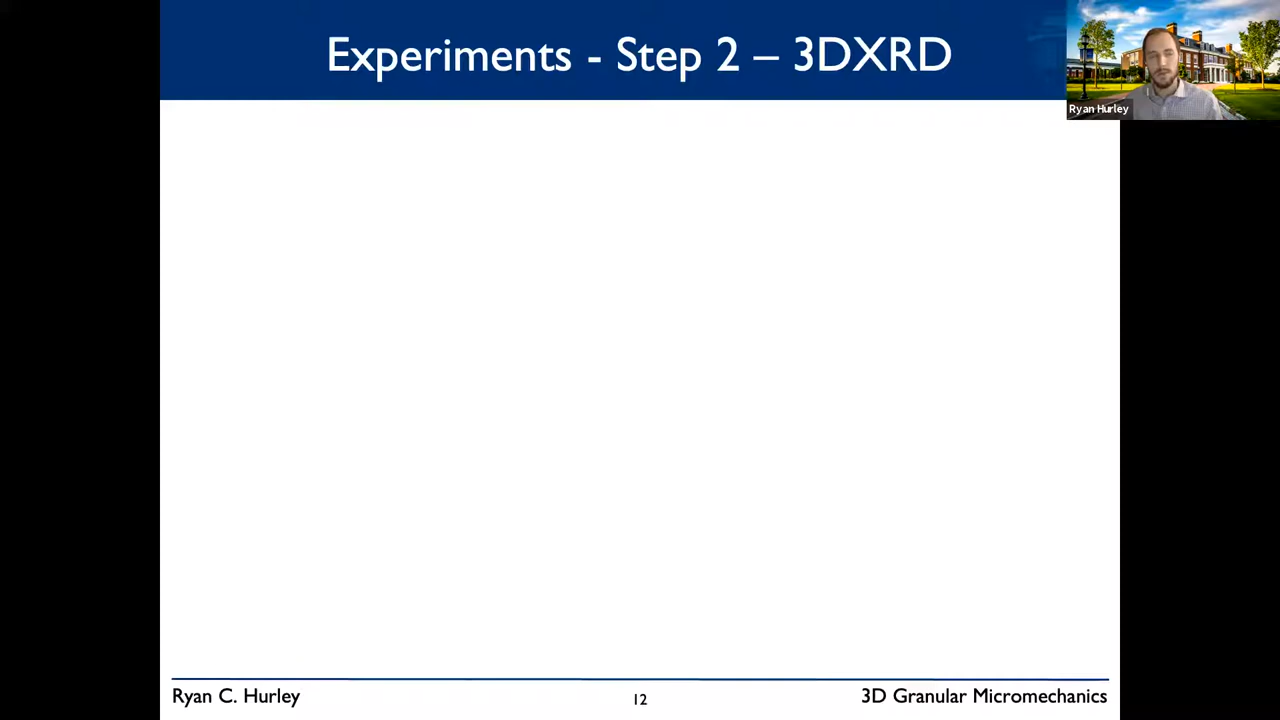 Experiments - Step 2 – 3DXRD
Ryan Hurley
Ryan C. Hurley
12
3D Granular Micromechanics